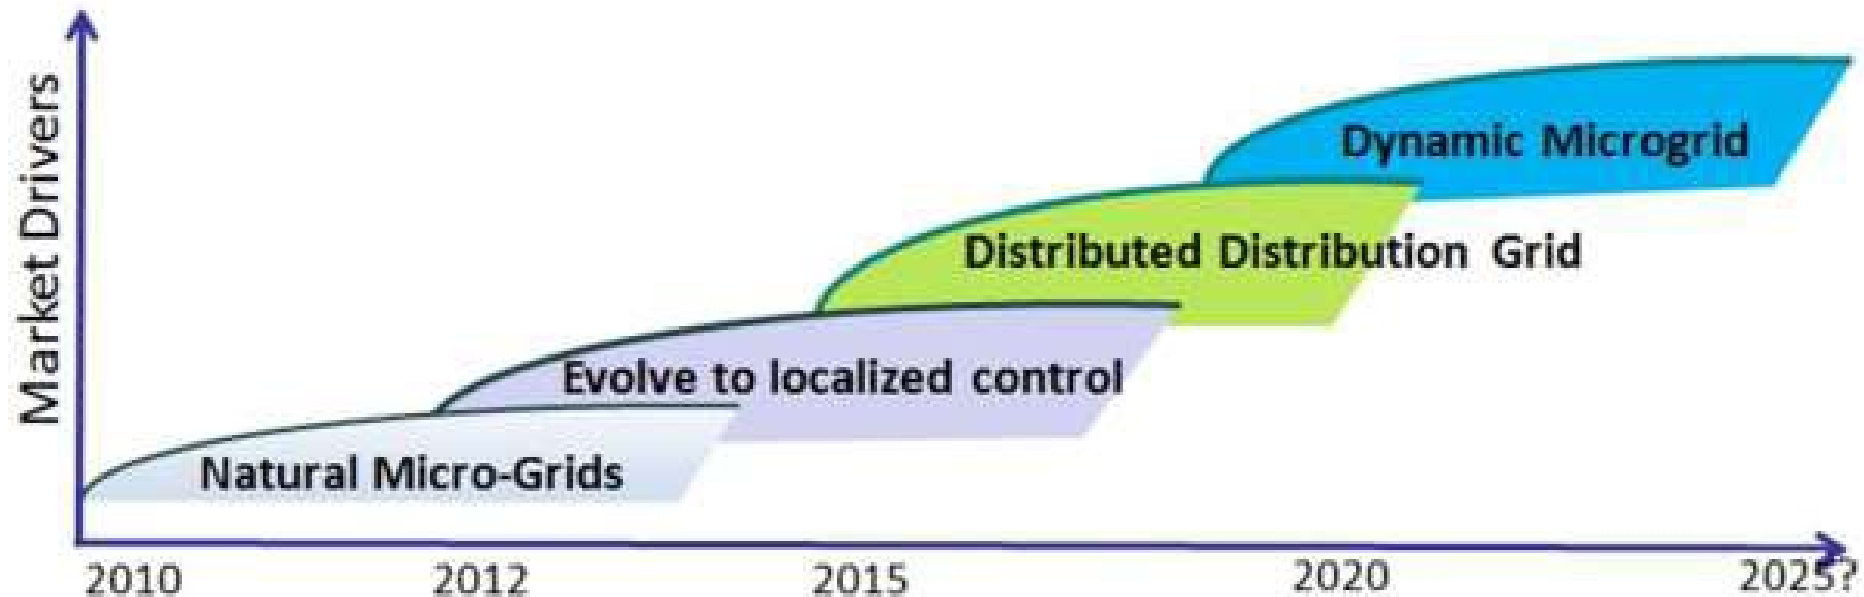 Market Drivers
Dynamic Microgrid
Distributed Distribution Grid
Evolve to localized control
Natural Micro-Grids
2010 2012 2015 2020 2025?